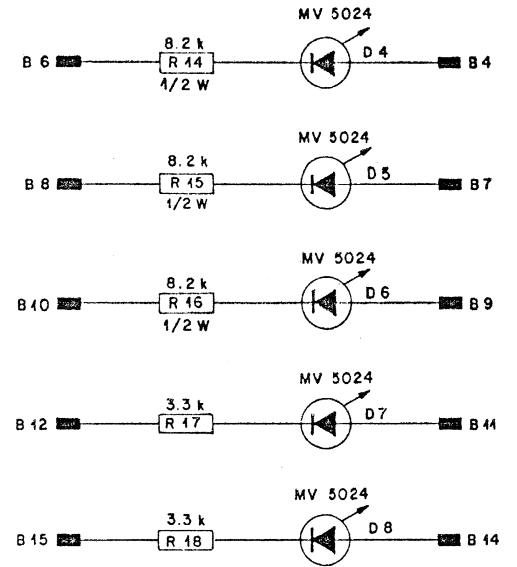 MV 5024
8.2 k
B 6 R 14 D 4 B 4
1/2 W
MV 5024
8.2 k
B 8 R 15 D 5 B 7
1/2 W
MV 5024
8.2 k
B 10 R 16 D 6 B 9
1/2 W
MV 5024
3.3 k
B 12 R 17 D 7 B 11
MV 5024
3.3 k
B 15 R 18 D 8 B 14